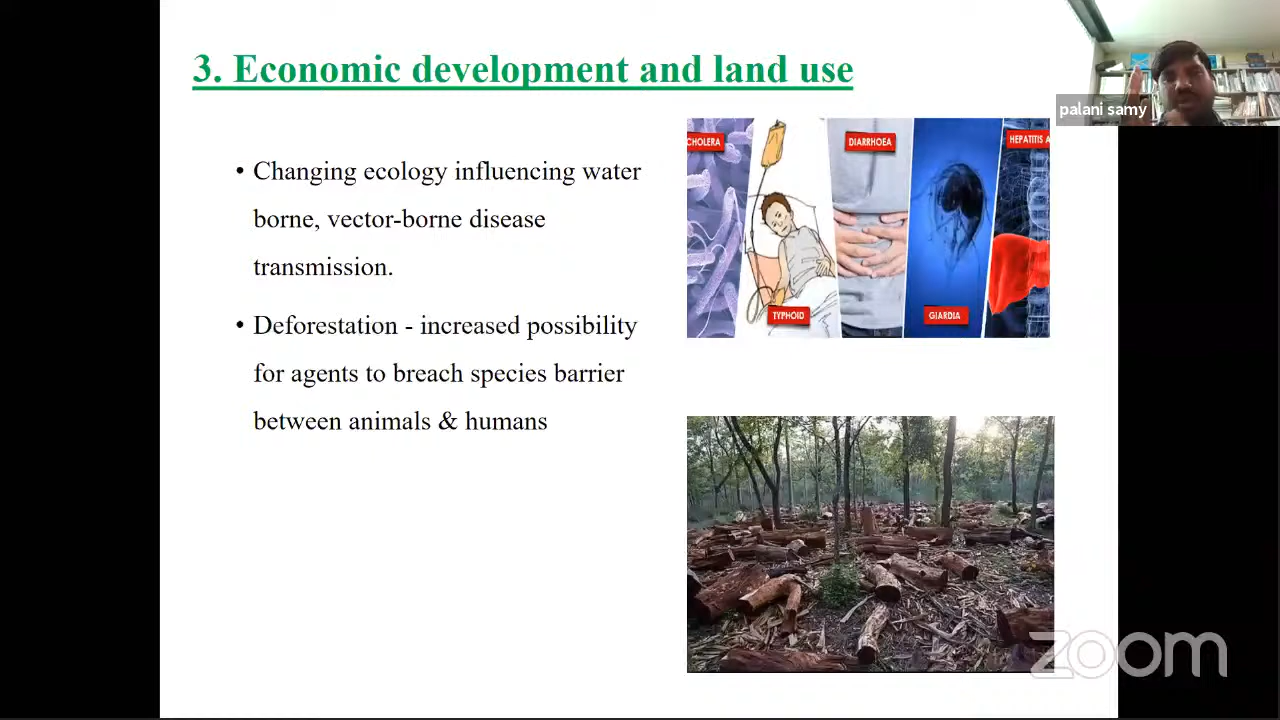 3. Economic development and land use
palani samy
• Changing ecology influencing water
borne, vector-borne disease
transmission.
• Deforestation - increased possibility
for agents to breach species barrier
between animals & humans
CHOLERA
TYPHOID
DIARRHOEA
GIARDIA
HEPATITIS A
zoom